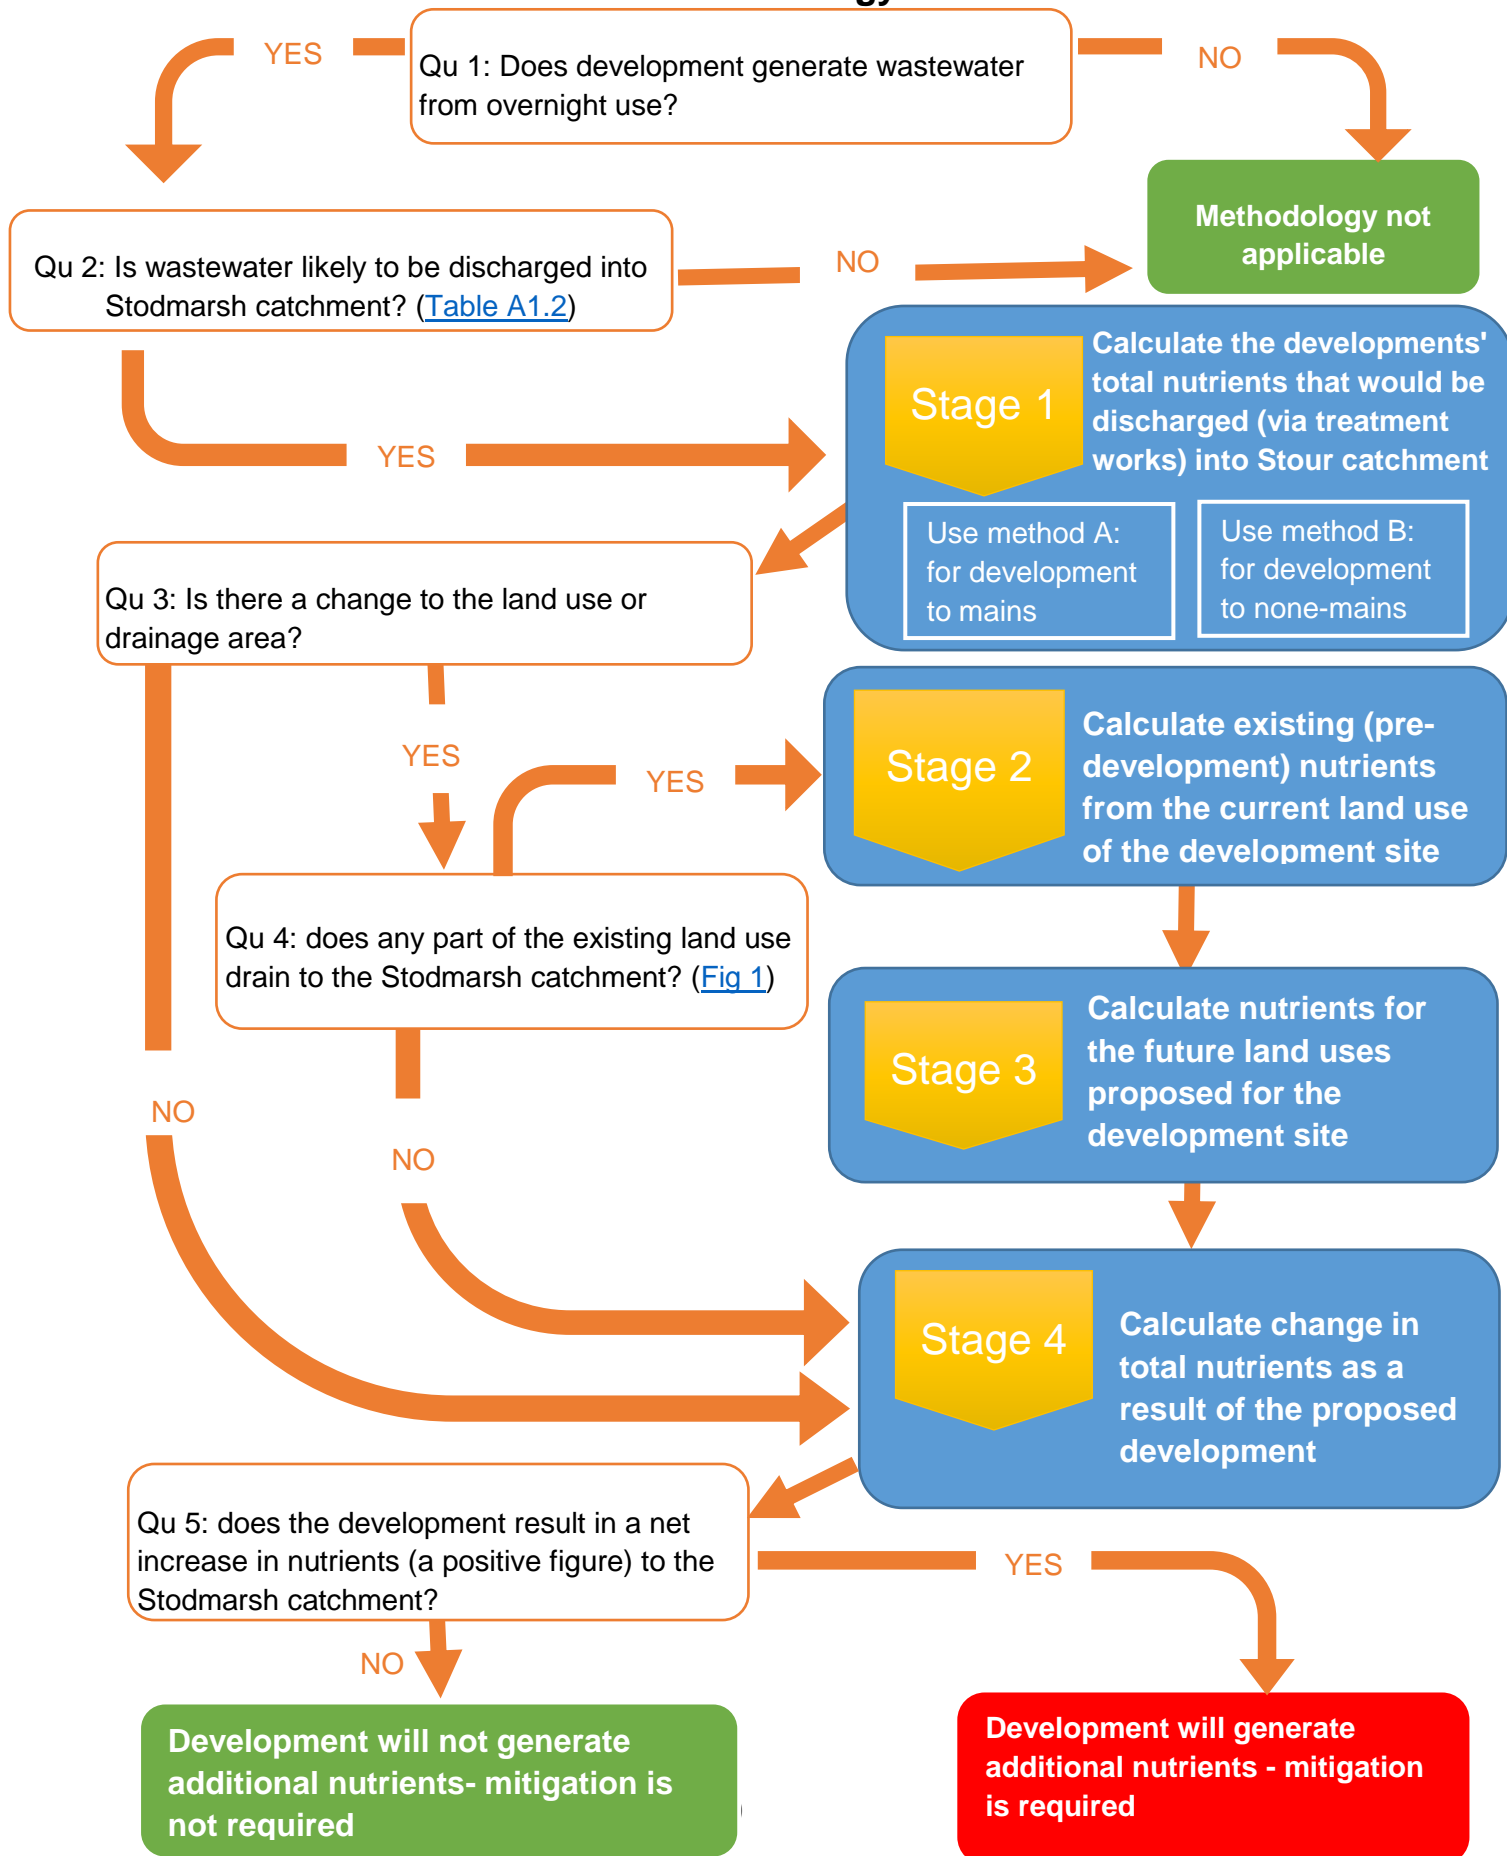 YES
Qu 1: Does development generate wastewater
from overnight use?
NO
Methodology not
applicable
Qu 2: Is wastewater likely to be discharged into
Stodmarsh catchment? (Table A1.2)
NO
YES
Stage 1
Calculate the developments'
total nutrients that would be
discharged (via treatment
works) into Stour catchment
Use method A:
for development
to mains
Use method B:
for development
to none-mains
Qu 3: Is there a change to the land use or
drainage area?
YES
YES
Stage 2
Calculate existing (pre-
development) nutrients
from the current land use
of the development site
Qu 4: does any part of the existing land use
drain to the Stodmarsh catchment? (Fig 1)
Stage 3
Calculate nutrients for
the future land uses
proposed for the
development site
NO
NO
Stage 4
Calculate change in
total nutrients as a
result of the proposed
development
Qu 5: does the development result in a net
increase in nutrients (a positive figure) to the
Stodmarsh catchment?
YES
NO
Development will not generate
additional nutrients- mitigation is
not required
Development will generate
additional nutrients - mitigation
is required